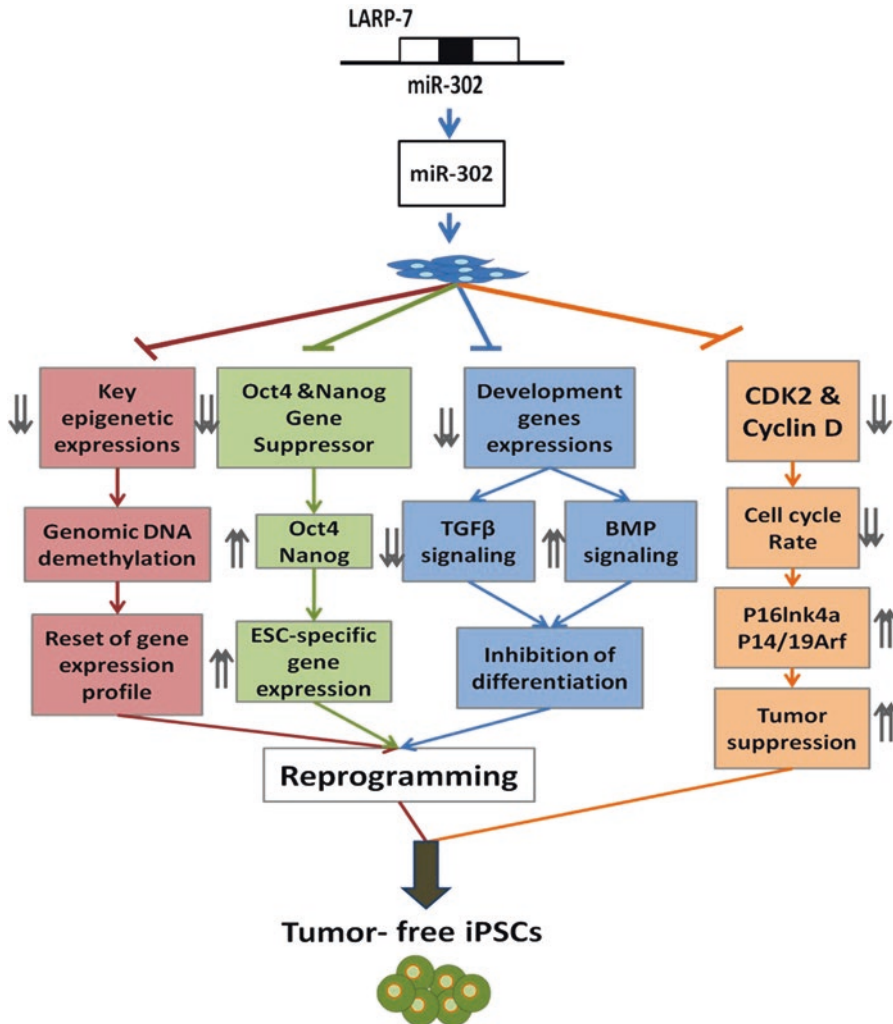 LARP-7
miR-302
miR-302
Key
epigenetic
expressions
Oct4 &Nanog
Gene
Suppressor
Development
genes
expressions
CDK2 &
Cyclin D
Genomic DNA
demethylation
Oct4
Nanog
TGFβ
signaling
BMP
signaling
Cell cycle
Rate
Reset of gene
expression
profile
ESC-specific
gene
expression
Inhibition of
differentiation
P16lnk4a
P14/19Arf
Tumor
suppression
Reprogramming
Tumor- free iPSCs